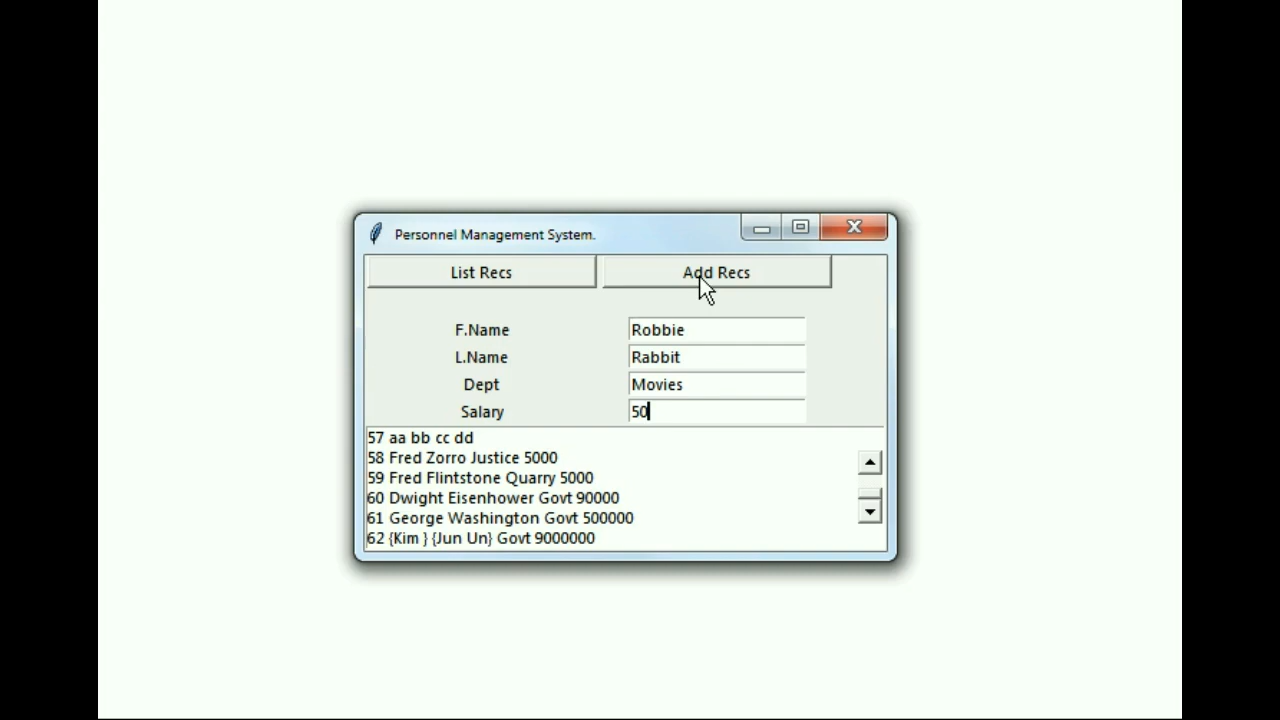 Personnel Management System.
List Recs
Add Recs
F.Name
Robbie
L.Name
Rabbit
Dept
Movies
Salary
50
57 aa bb cc dd
58 Fred Zorro Justice 5000
59 Fred Flintstone Quarry 5000
60 Dwight Eisenhower Govt 90000
61 George Washington Govt 500000
62 {Kim } {Jun Un} Govt 9000000